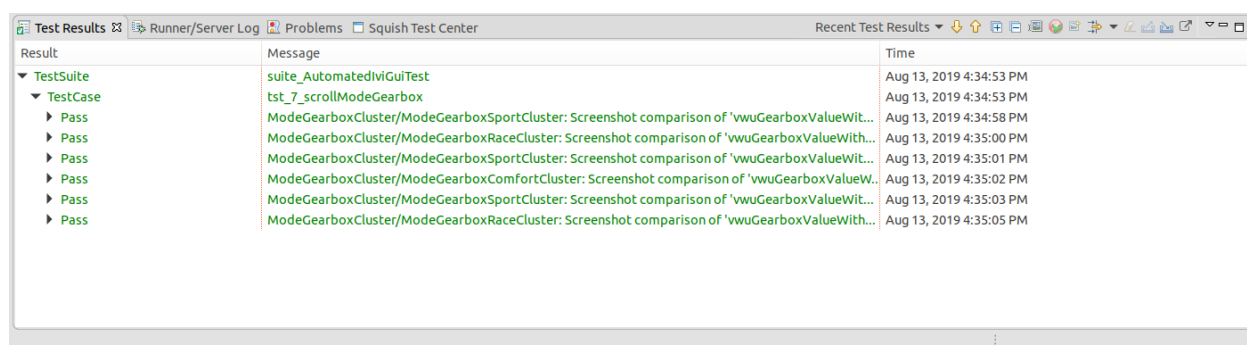 Test Results Runner/Server Log Problems Squish Test Center Recent Test Results
Result Message Time
TestSuite suite_AutomatedIviGuiTest Aug 13, 2019 4:34:53 PM
TestCase tst_7_scrollModeGearbox Aug 13, 2019 4:34:53 PM
Pass ModeGearboxCluster/ModeGearboxSportCluster: Screenshot comparison of 'vwuGearboxValueWit... Aug 13, 2019 4:34:58 PM
Pass ModeGearboxCluster/ModeGearboxRaceCluster: Screenshot comparison of 'vwuGearboxValueWith... Aug 13, 2019 4:35:00 PM
Pass ModeGearboxCluster/ModeGearboxSportCluster: Screenshot comparison of 'vwuGearboxValueWit... Aug 13, 2019 4:35:01 PM
Pass ModeGearboxCluster/ModeGearboxComfortCluster: Screenshot comparison of 'vwuGearboxValueW... Aug 13, 2019 4:35:02 PM
Pass ModeGearboxCluster/ModeGearboxSportCluster: Screenshot comparison of 'vwuGearboxValueWit... Aug 13, 2019 4:35:03 PM
Pass ModeGearboxCluster/ModeGearboxRaceCluster: Screenshot comparison of 'vwuGearboxValueWith... Aug 13, 2019 4:35:05 PM